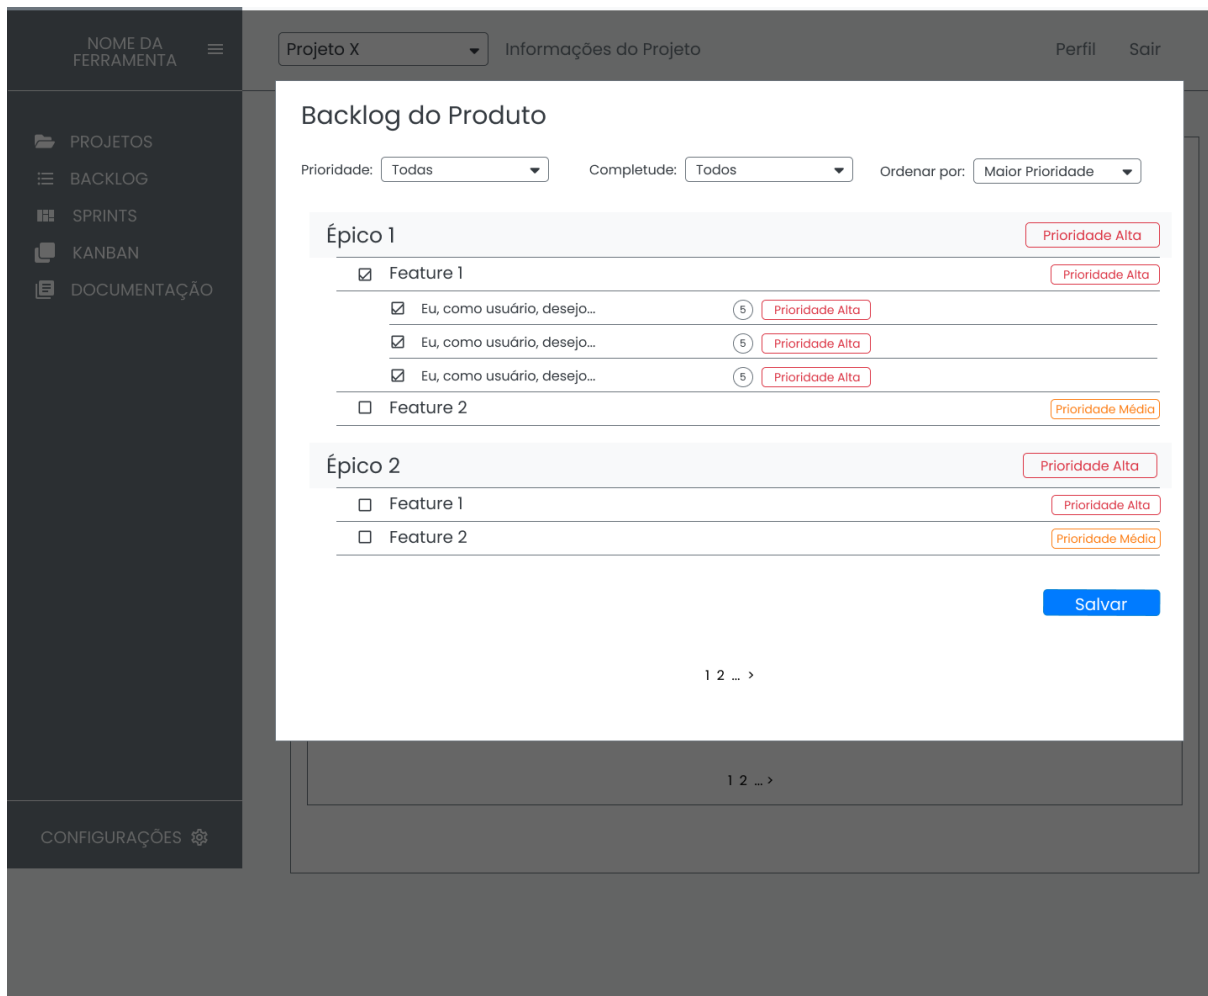 NOME DA
FERRAMENTA
Projeto X
Informações do Projeto
Perfil
Sair
PROJETOS
BACKLOG
SPRINTS
KANBAN
DOCUMENTAÇÃO
CONFIGURAÇÕES
Backlog do Produto
Prioridade: Todas
Completude: Todos
Ordenar por: Maior Prioridade
Épico 1 Prioridade Alta
Feature 1 Prioridade Alta
Eu, como usuário, desejo... 5 Prioridade Alta
Eu, como usuário, desejo... 5 Prioridade Alta
Eu, como usuário, desejo... 5 Prioridade Alta
Feature 2 Prioridade Média
Épico 2 Prioridade Alta
Feature 1 Prioridade Alta
Feature 2 Prioridade Média
Salvar
1 2 ... >
1 2 ... >